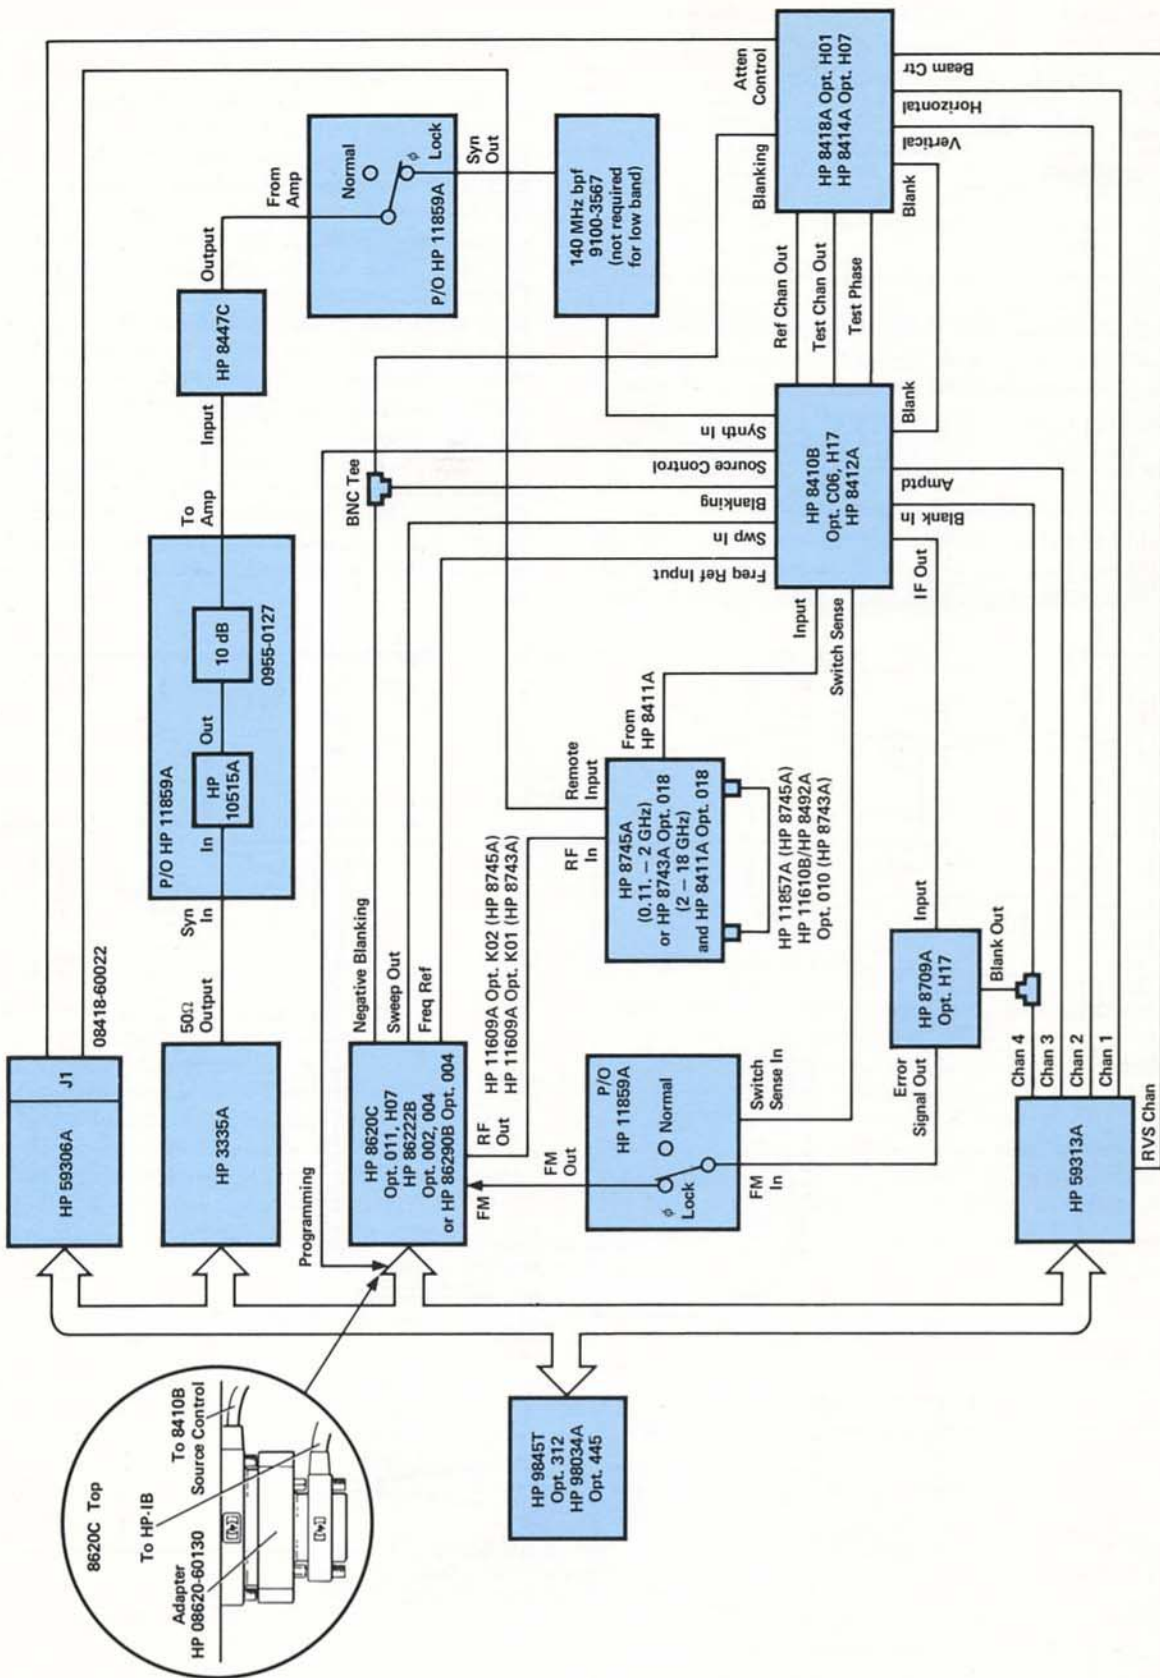 8620C Top
To HP-IB
Adapter
HP 08620-60130
To 8410B
Source Control
HP 9845T
Opt. 312
HP 98034A
Opt. 445
HP 59306A
J1
08418-60022
HP 3335A
50Ω
Output
Syn
In
P/O HP 11859A
In
HP
10515A
Out
10 dB
0955-0127
To
Amp
Input
HP 8447C
Output
From
Amp
Normal
ϕ
Lock
P/O HP 11859A
Syn
Out
140 MHz bpf
9100-3567
(not required
for low band)
Programming
HP 8620C
Opt. 011, H07
HP 86222B
Opt. 002, 004
or HP 86290B Opt. 004
Negative Blanking
Sweep Out
Freq Ref
RF
Out
FM
HP 11609A Opt. K02 (HP 8745A)
HP 11609A Opt. K01 (HP 8743A)
BNC Tee
FM
Out
P/O
HP 11859A
ϕ
Lock
Normal
FM
In
Switch
Sense In
RF
In
Remote
Input
HP 8745A
(0.11. – 2 GHz)
or HP 8743A Opt. 018
(2 – 18 GHz)
and HP 8411A Opt. 018
From
HP 8411A
HP 11857A (HP 8745A)
HP 11610B/HP 8492A
Opt. 010 (HP 8743A)
Freq Ref Input
Swp In
Blanking
Source Control
Synth In
Input
Switch Sense
HP 8410B
Opt. C06, H17
HP 8412A
IF Out
Blank In
Amptd
Blank
Ref Chan Out
Test Chan Out
Test Phase
Blanking
Atten
Control
HP 8418A Opt. H01
HP 8414A Opt. H07
Blank
Vertical
Horizontal
Beam Ctr
Error
Signal Out
HP 8709A
Opt. H17
Input
Blank Out
HP 59313A
Chan 4
Chan 3
Chan 2
Chan 1
RVS Chan